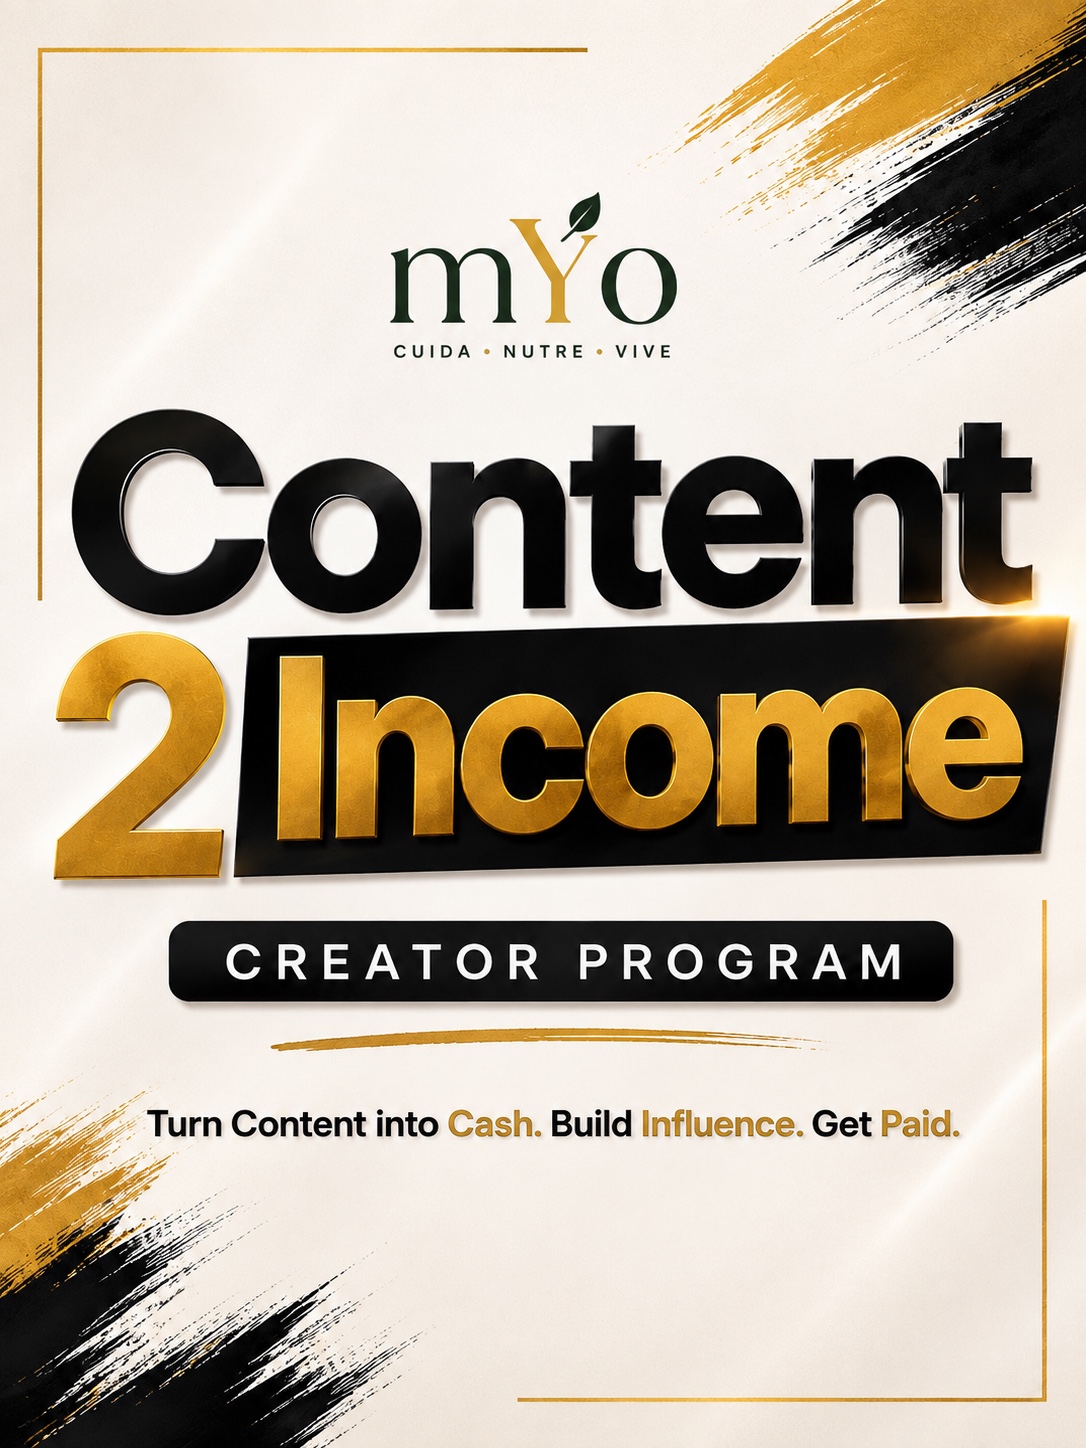 mYo
CUIDA • NUTRE • VIVE
Content
2 Income
CREATOR PROGRAM
Turn Content into Cash. Build Influence. Get Paid.